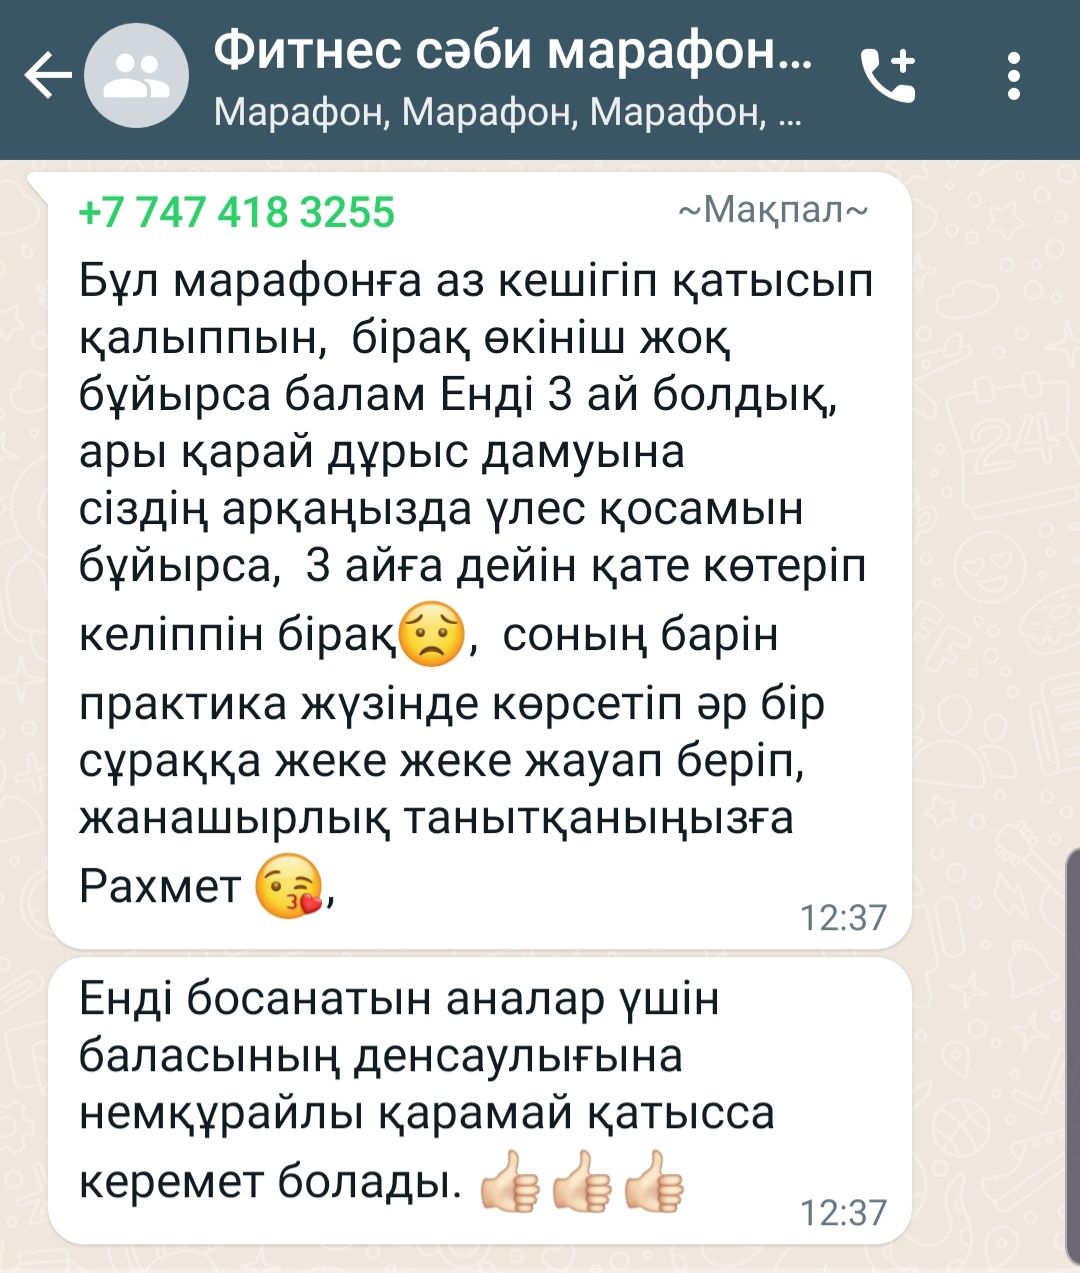 Фитнес сәби марафон...
Марафон, Марафон, Марафон, ...
+7 747 418 3255 ~Мақпал~
Бұл марафонға аз кешігіп қатысып
қалыппын,  бірақ өкініш жоқ
бұйырса балам Енді 3 ай болдық,
ары қарай дұрыс дамуына
сіздің арқаңызда үлес қосамын
бұйырса,  3 айға дейін қате көтеріп
келіппін бірақ😟,  соның барін
практика жүзінде көрсетіп әр бір
сұраққа жеке жеке жауап беріп,
жанашырлық танытқаныңызға
Рахмет 😘,
12:37
Енді босанатын аналар үшін
баласының денсаулығына
немқұрайлы қарамай қатысса
керемет болады. 👍🏻👍🏻👍🏻
12:37